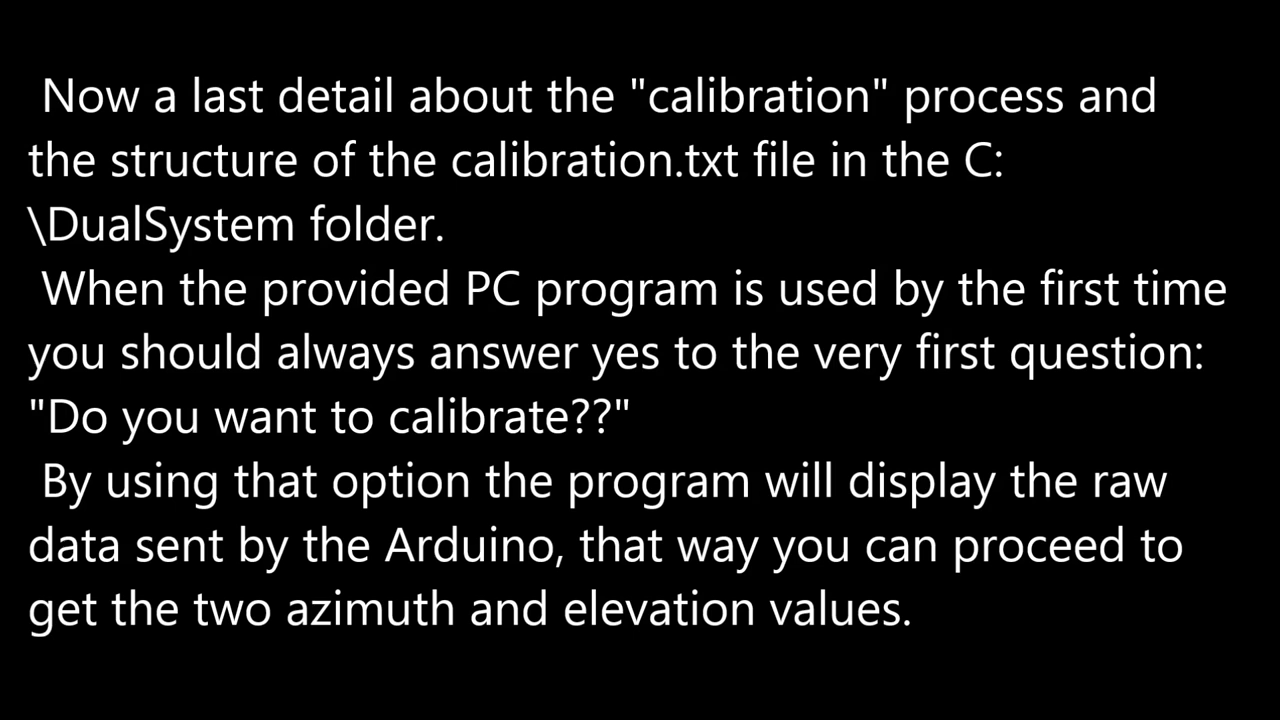 Now a last detail about the "calibration" process and
the structure of the calibration.txt file in the C:
\DualSystem folder.
When the provided PC program is used by the first time
you should always answer yes to the very first question:
"Do you want to calibrate??"
By using that option the program will display the raw
data sent by the Arduino, that way you can proceed to
get the two azimuth and elevation values.